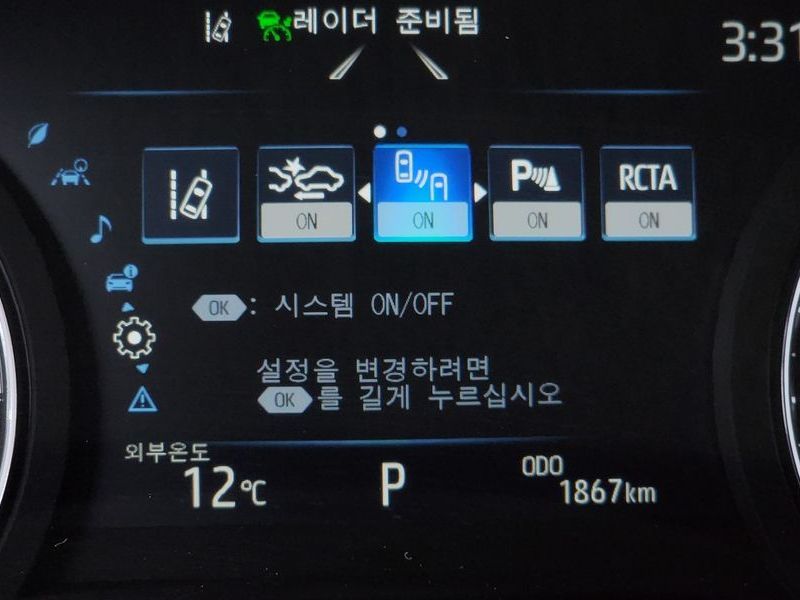 레이더 준비됨
3:31
ON ON P ON RCTA ON
ON
OK : 시스템 ON/OFF
설정을 변경하려면
OK 를 길게 누르십시오
외부온도
12℃
P
ODO
1867km